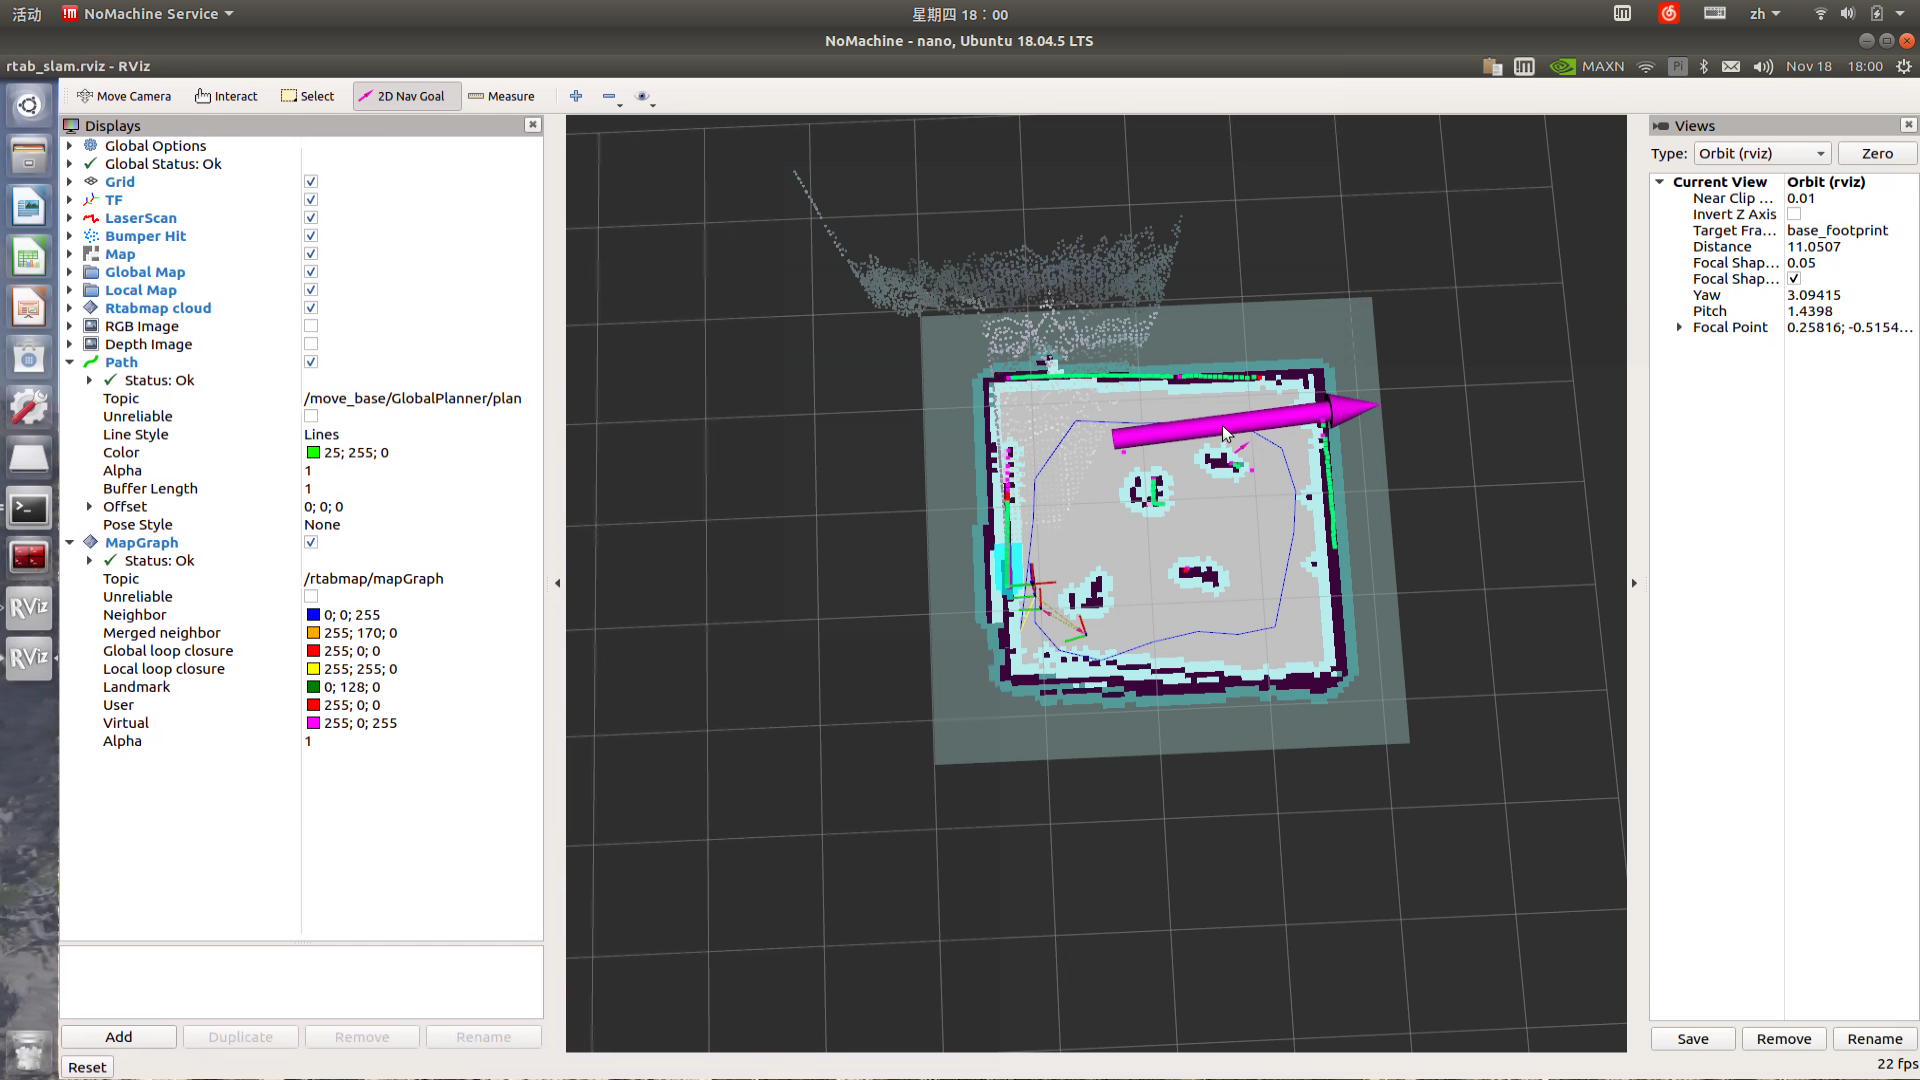 活动 NoMachine Service 星期四 18：00 zh
NoMachine - nano, Ubuntu 18.04.5 LTS
rtab_slam.rviz - RViz MAXN Pi Nov 18 18:00
Move Camera Interact Select 2D Nav Goal Measure
Displays
Global Options
Global Status: Ok
Grid
TF
LaserScan
Bumper Hit
Map
Global Map
Local Map
Rtabmap cloud
RGB Image
Depth Image
Path
Status: Ok
Topic /move_base/GlobalPlanner/plan
Unreliable
Line Style Lines
Color 25; 255; 0
Alpha 1
Buffer Length 1
Offset 0; 0; 0
Pose Style None
MapGraph
Status: Ok
Topic /rtabmap/mapGraph
Unreliable
Neighbor 0; 0; 255
Merged neighbor 255; 170; 0
Global loop closure 255; 0; 0
Local loop closure 255; 255; 0
Landmark 0; 128; 0
User 255; 0; 0
Virtual 255; 0; 255
Alpha 1
Add Duplicate Remove Rename
Reset
RViz
RViz
Views
Type: Orbit (rviz) Zero
Current View Orbit (rviz)
Near Clip ... 0.01
Invert Z Axis
Target Fra... base_footprint
Distance 11.0507
Focal Shap... 0.05
Focal Shap...
Yaw 3.09415
Pitch 1.4398
Focal Point 0.25816; -0.5154...
Save Remove Rename
22 fps